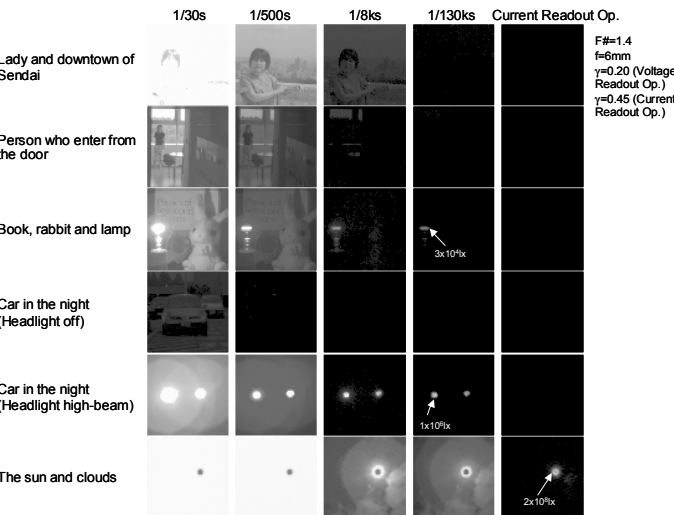 1/30s 1/500s 1/8ks 1/130ks Current Readout Op.
F#=1.4
f=6mm
γ=0.20 (Voltage
Readout Op.)
γ=0.45 (Current
Readout Op.)
Lady and downtown of
Sendai
Person who enter from
the door
Book, rabbit and lamp
3x10⁴lx
Car in the night
(Headlight off)
Car in the night
(Headlight high-beam)
1x10⁶lx
The sun and clouds
2x10⁸lx